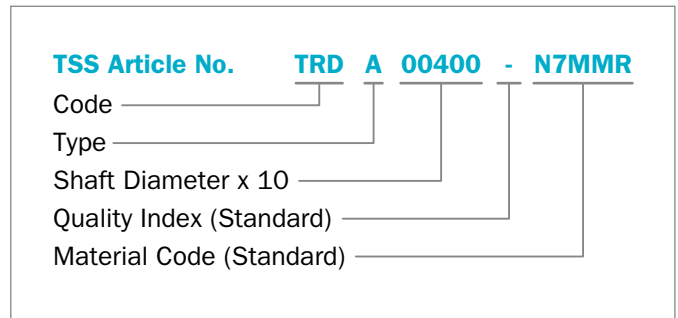 TSS Article No. TRD A 00400 - N7MMR
Code
Type
Shaft Diameter x 10
Quality Index (Standard)
Material Code (Standard)